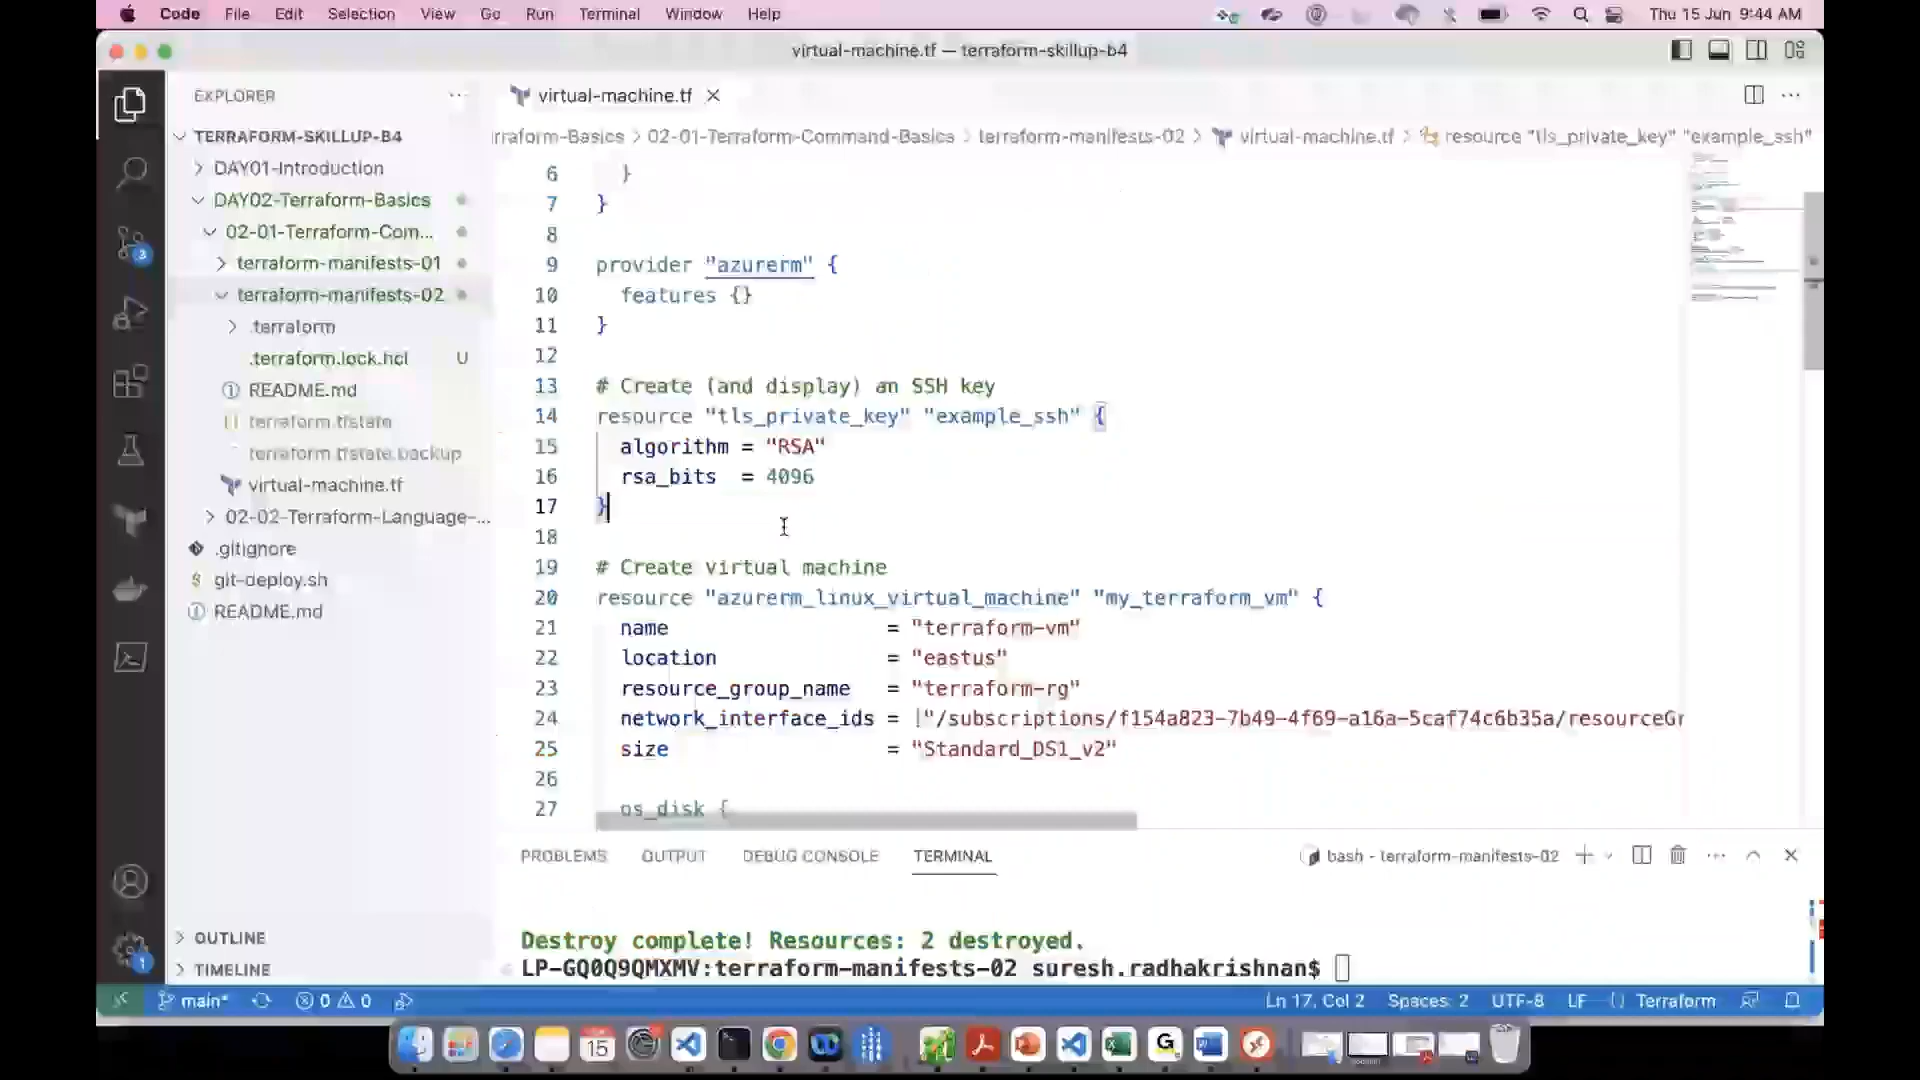 Code File Edit Selection View Go Run Terminal Window Help Thu 15 Jun 9:44 AM
virtual-machine.tf — terraform-skillup-b4
EXPLORER
virtual-machine.tf
TERRAFORM-SKILLUP-B4
rraform-Basics > 02-01-Terraform-Command-Basics > terraform-manifests-02 > virtual-machine.tf > resource "tls_private_key" "example_ssh"
DAY01-Introduction
DAY02-Terraform-Basics
02-01-Terraform-Com...
terraform-manifests-01
terraform-manifests-02
.terraform
.terraform.lock.hcl U
README.md
terraform.tfstate
terraform.tfstate.backup
virtual-machine.tf
02-02-Terraform-Language-...
.gitignore
git-deploy.sh
README.md
OUTLINE
TIMELINE
6 }
7 }
8
9 provider "azurerm" {
10 features {}
11 }
12
13 # Create (and display) an SSH key
14 resource "tls_private_key" "example_ssh" {
15 algorithm = "RSA"
16 rsa_bits = 4096
17 }
18
19 # Create virtual machine
20 resource "azurerm_linux_virtual_machine" "my_terraform_vm" {
21 name = "terraform-vm"
22 location = "eastus"
23 resource_group_name = "terraform-rg"
24 network_interface_ids = ["/subscriptions/f154a823-7b49-4f69-a16a-5caf74c6b35a/resourceGr
25 size = "Standard_DS1_v2"
26
27 os_disk {
PROBLEMS OUTPUT DEBUG CONSOLE TERMINAL bash - terraform-manifests-02
Destroy complete! Resources: 2 destroyed.
LP-GQ0Q9QMXMV:terraform-manifests-02 suresh.radhakrishnan$
main* 0 0 Ln 17, Col 2 Spaces: 2 UTF-8 LF {} Terraform
15